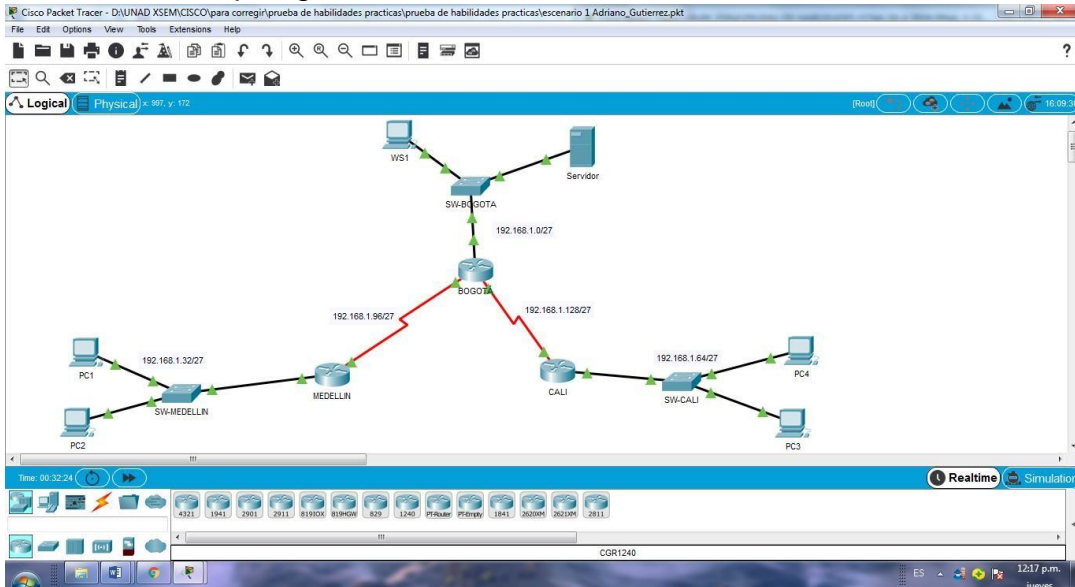 Cisco Packet Tracer - D:\UNAD XSEM\CISCO\para corregir\prueba de habilidades practicas\prueba de habilidades practicas\escenario 1 Adriano_Gutierrez.pkt
File Edit Options View Tools Extensions Help
?
Logical Physical x: 997, y: 172 [Root] 16:09:30
WS1
Servidor
SW-BOGOTA
192.168.1.0/27
BOGOTA
192.168.1.96/27
192.168.1.128/27
192.168.1.32/27
192.168.1.64/27
PC1
PC4
MEDELLIN
CALI
SW-MEDELLIN
SW-CALI
PC2
PC3
Time: 00:32:24 Realtime Simulation
4321 1941 2901 2911 819IOX 819HGW 829 1240 PT-Router PT-Empty 1841 2620XM 2621XM 2811
CGR1240
ES 12:17 p.m.
jueves